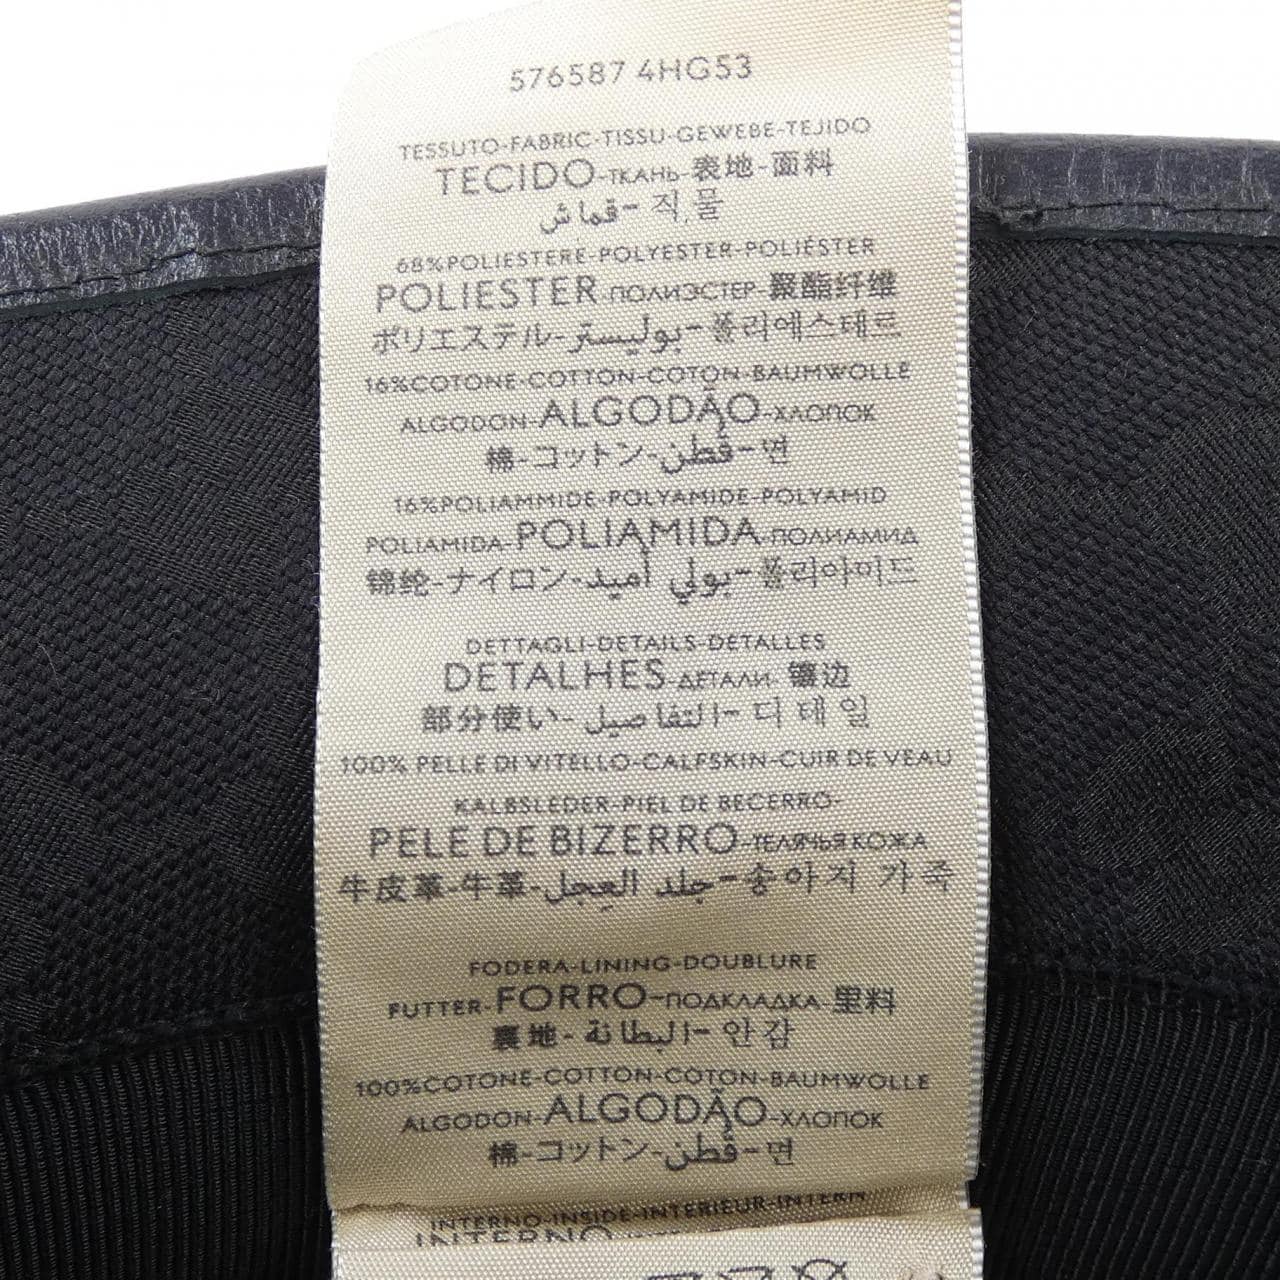 576587 4HG53
TESSUTO-FABRIC-TISSU-GEWEBE-TEJIDO
TECIDO-ТКАНЬ-表地-面料
قماش-직물
68%POLIESTERE-POLYESTER-POLIÉSTER
POLIESTER-ПОЛИЭСТЕР-聚酯纤维
ポリエステル-بوليستر-폴리에스테르
16%COTONE-COTTON-COTON-BAUMWOLLE
ALGODON-ALGODÃO-ХЛОПОК
棉-コットン-قطن-면
16%POLIAMMIDE-POLYAMIDE-POLYAMID
POLIAMIDA-POLIAMIDA-ПОЛИАМИД
锦纶-ナイロン-بولي أميد-폴리아미드
DETTAGLI-DETAILS-DETALLES
DETALHES-ДЕТАЛИ-镶边
部分使い-التفاصيل-디테일
100% PELLE DI VITELLO-CALFSKIN-CUIR DE VEAU
KALBSLEDER-PIEL DE BECERRO-
PELE DE BIZERRO-ТЕЛЯЧЬЯ КОЖА
牛皮革-牛革-جلد العجل-송아지 가죽
FODERA-LINING-DOUBLURE
FUTTER-FORRO-ПОДКЛАДКА-里料
裏地-البطانة-안감
100%COTONE-COTTON-COTON-BAUMWOLLE
ALGODON-ALGODÃO-ХЛОПОК
棉-コットン-قطن-면
INTERNO-INSIDE-INTERIEUR-INTERN